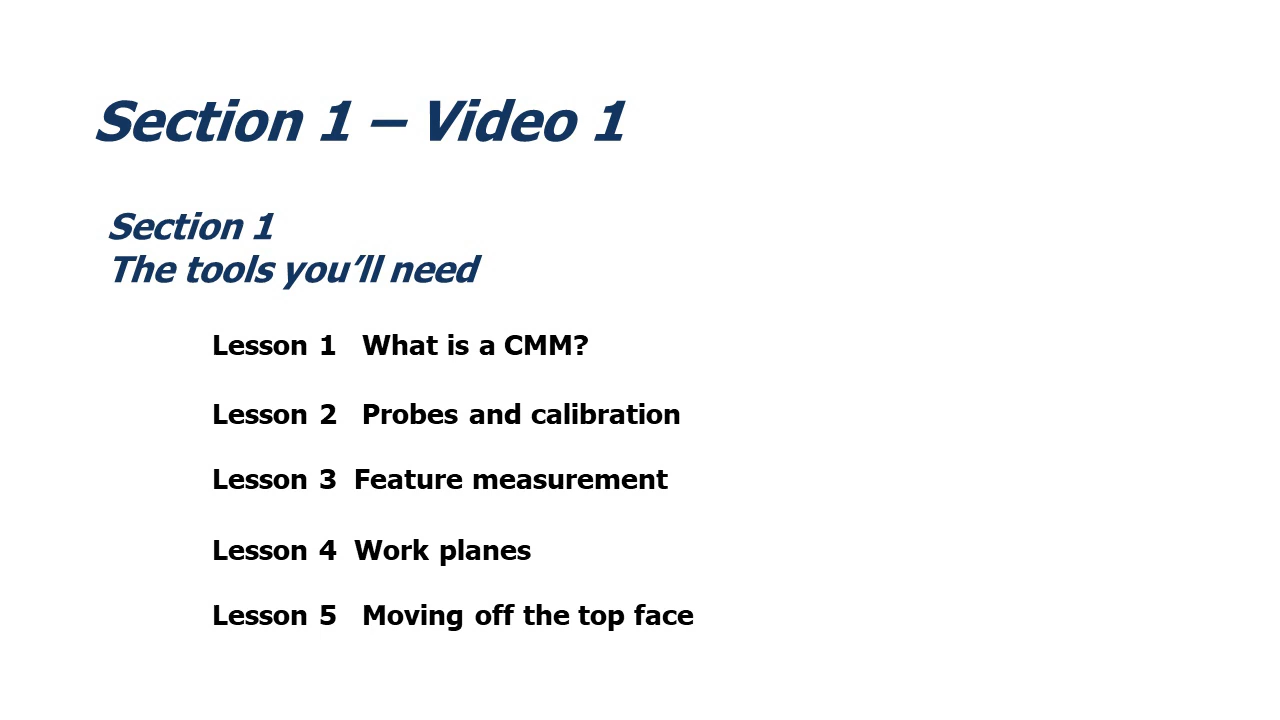 Section 1 – Video 1
Section 1
The tools you’ll need
Lesson 1 What is a CMM?
Lesson 2 Probes and calibration
Lesson 3 Feature measurement
Lesson 4 Work planes
Lesson 5 Moving off the top face